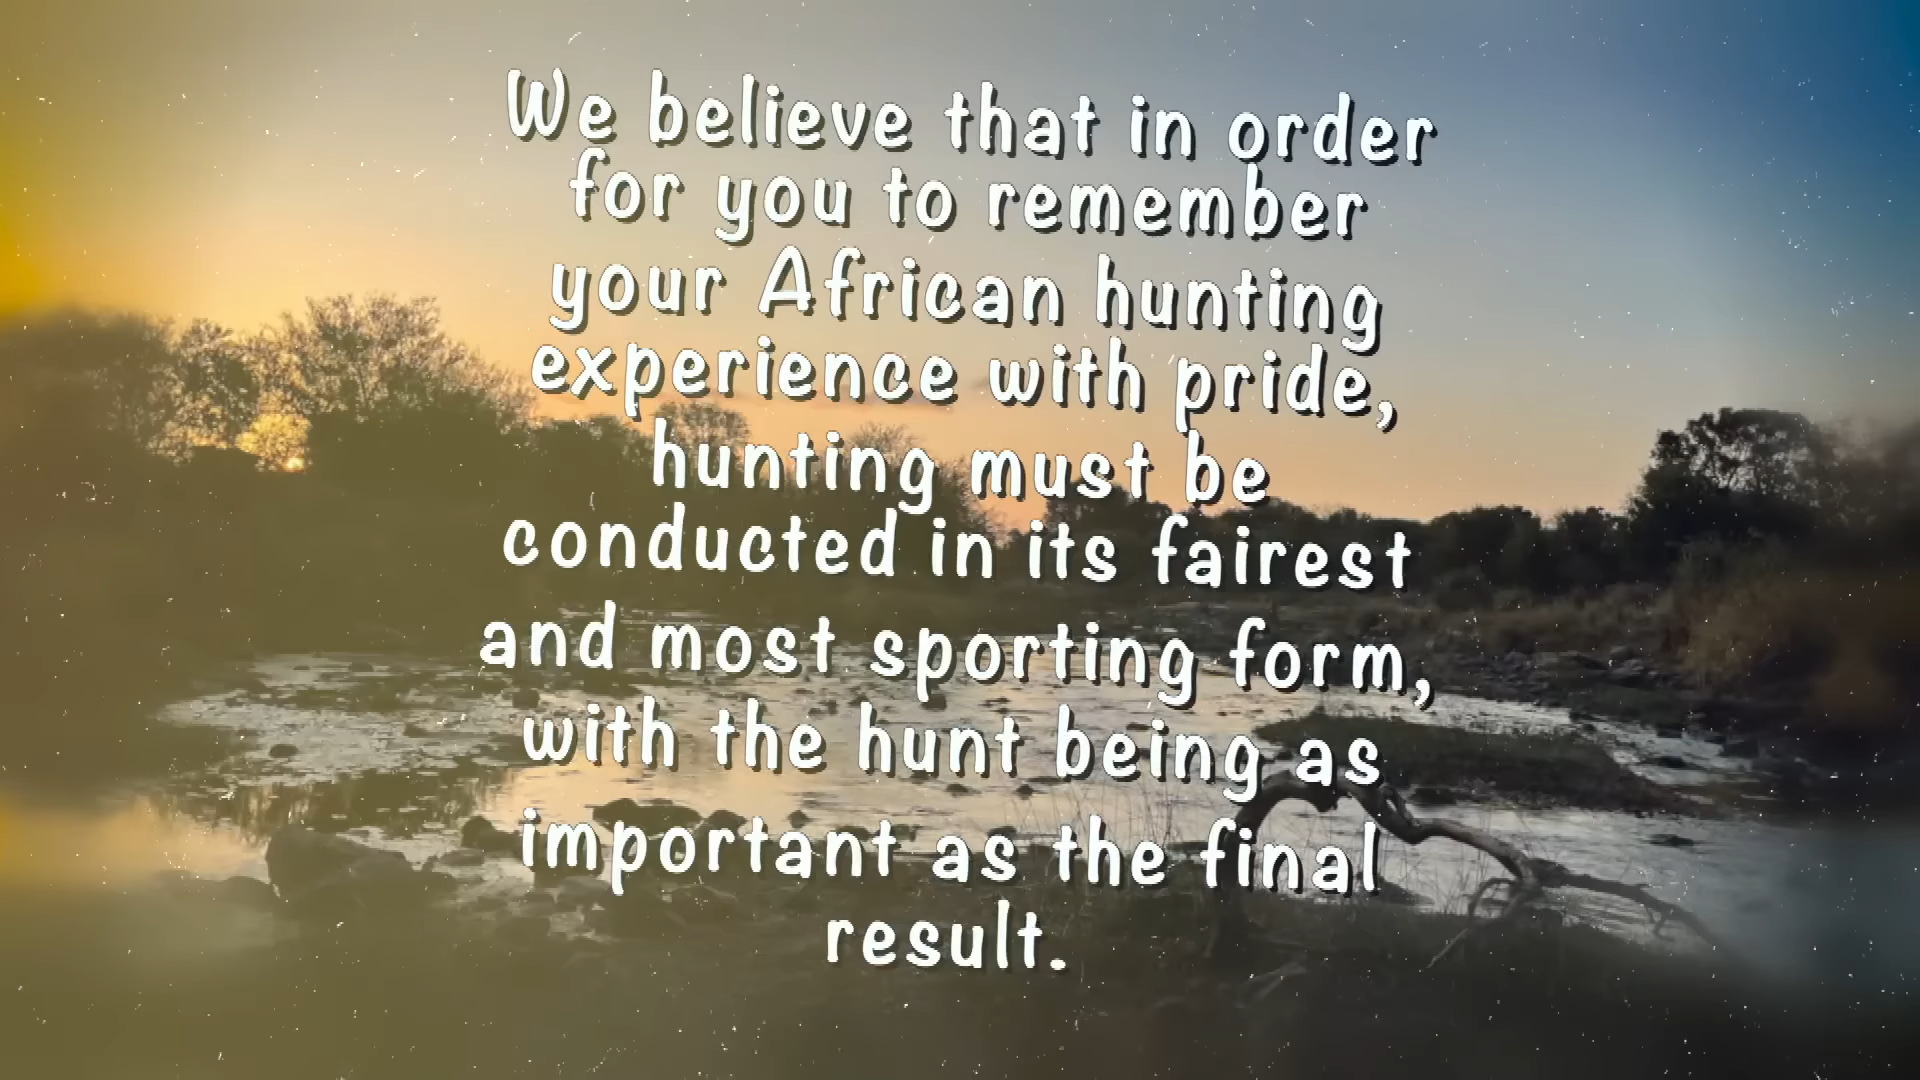 We believe that in order
for you to remember
your African hunting
experience with pride,
hunting must be
conducted in its fairest
and most sporting form,
with the hunt being as
important as the final
result.